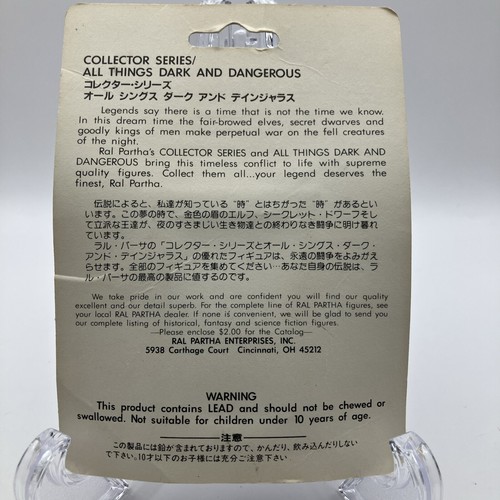 COLLECTOR SERIES/
ALL THINGS DARK AND DANGEROUS
コレクター・シリーズ
オール シングス ダーク アンド デインジャラス
Legends say there is a time that is not the time we know.
In this dream time the fair-browed elves, secret dwarves and
goodly kings of men make perpetual war on the fell creatures
of the night.
Ral Partha's COLLECTOR SERIES and ALL THINGS DARK AND
DANGEROUS bring this timeless conflict to life with supreme
quality figures. Collect them all...your legend deserves the
finest, Ral Partha.
伝説によると、私達が知っている “時” とはちがった “時” があるとい
います。この夢の時で、金色の眉のエルフ、シークレット・ドワーフそし
て立派な王達が、夜のすさまじい生き物達との終わりなき闘争に明け暮れ
ています。
ラル・パーサの「コレクター・シリーズとオール・シングス・ダーク・
アンド・デインジャラス」の優れたフィギュアは、永遠の闘争をよみがえ
らせます。全部のフィギュアを集めてください…あなた自身の伝説は、ラ
ル・パーサの最高の製品に値するのです。
We take pride in our work and are confident you will find our quality
excellent and our detail superb. For the complete line of RAL PARTHA figures, see
your local RAL PARTHA dealer. If none is convenient, we will be glad to send you
our complete listing of historical, fantasy and science fiction figures.
—Please enclose $2.00 for the Catalog—
RAL PARTHA ENTERPRISES, INC.
5938 Carthage Court Cincinnati, OH 45212
WARNING
This product contains LEAD and should not be chewed or
swallowed. Not suitable for children under 10 years of age.
注意
この製品には鉛が含まれておりますので、かんだり、飲み込んだりしない
で下さい。10才以下のお子様には充分ご注意下さい